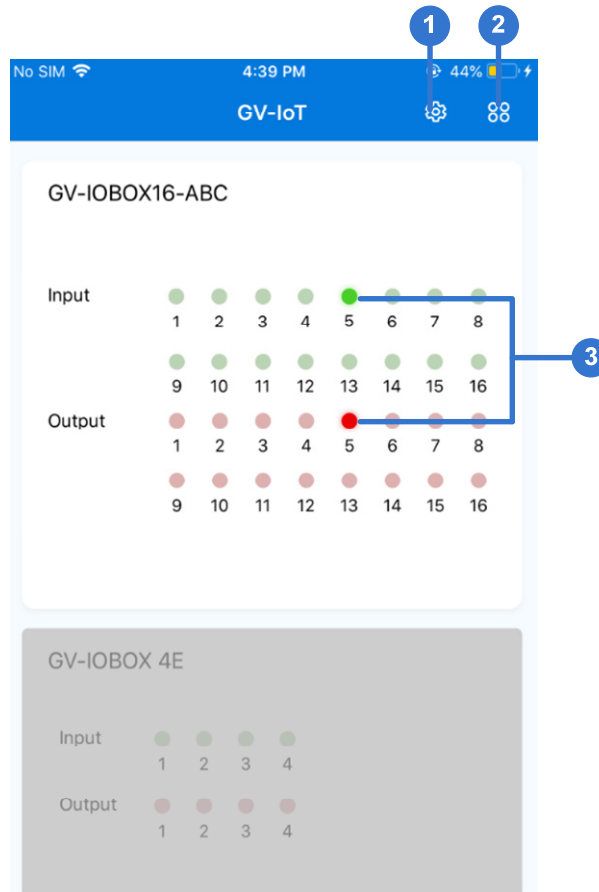 1 2
No SIM 4:39 PM 44%
GV-IoT
GV-IOBOX16-ABC
Input
1 2 3 4 5 6 7 8
3
9 10 11 12 13 14 15 16
Output
1 2 3 4 5 6 7 8
9 10 11 12 13 14 15 16
GV-IOBOX 4E
Input
1 2 3 4
Output
1 2 3 4